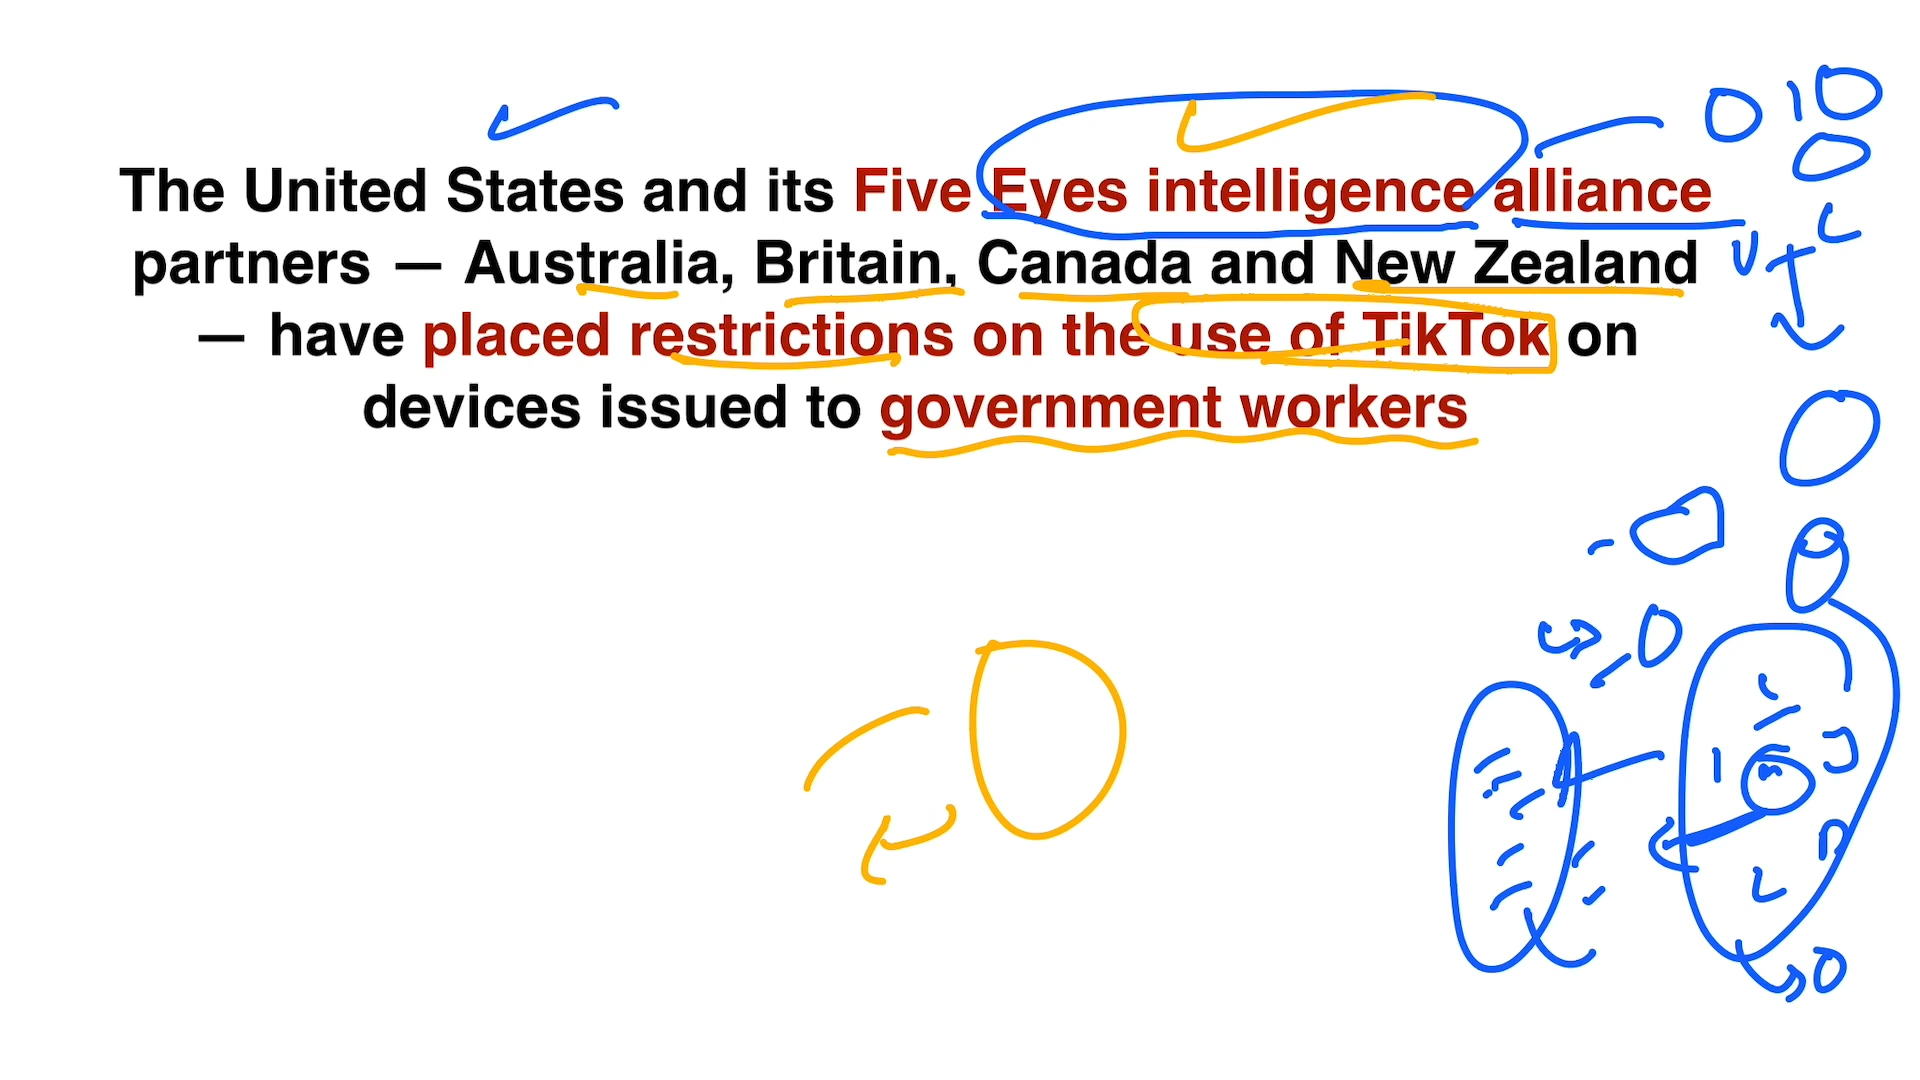 The United States and its Five Eyes intelligence alliance
partners — Australia, Britain, Canada and New Zealand
— have placed restrictions on the use of TikTok on
devices issued to government workers